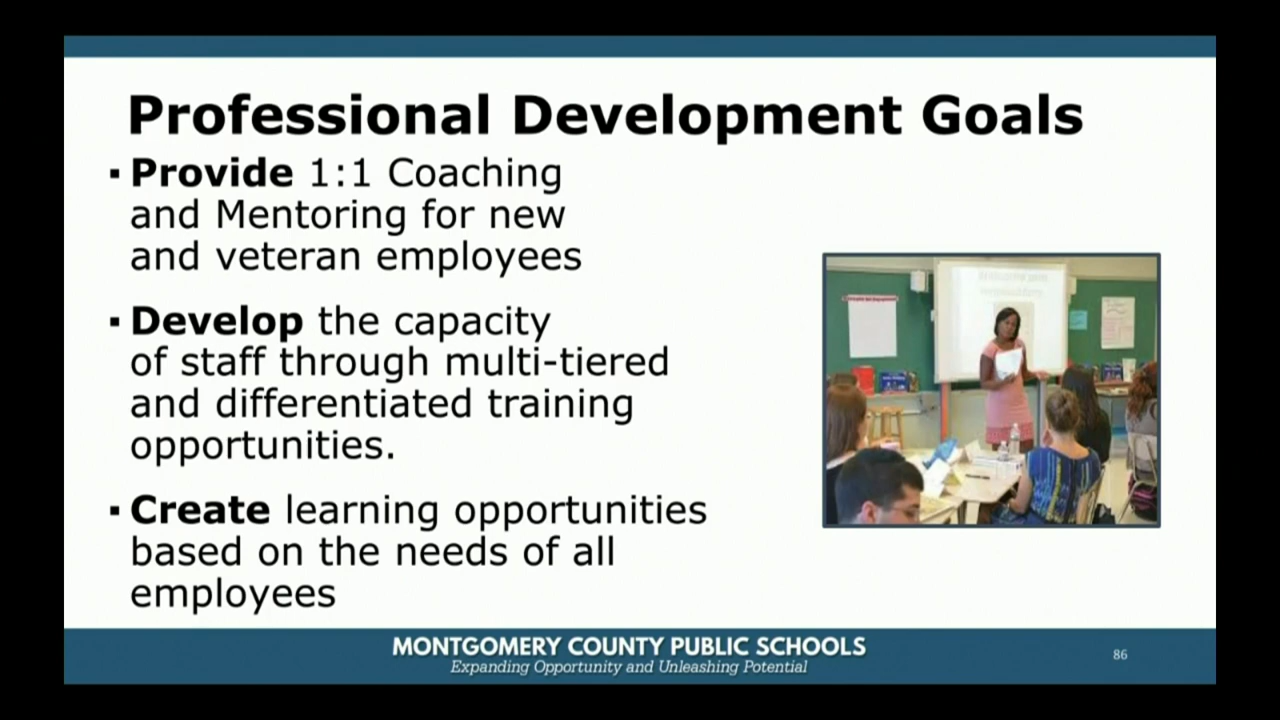 Professional Development Goals
▪ Provide 1:1 Coaching
and Mentoring for new
and veteran employees
▪ Develop the capacity
of staff through multi-tiered
and differentiated training
opportunities.
▪ Create learning opportunities
based on the needs of all
employees
MONTGOMERY COUNTY PUBLIC SCHOOLS
Expanding Opportunity and Unleashing Potential
86